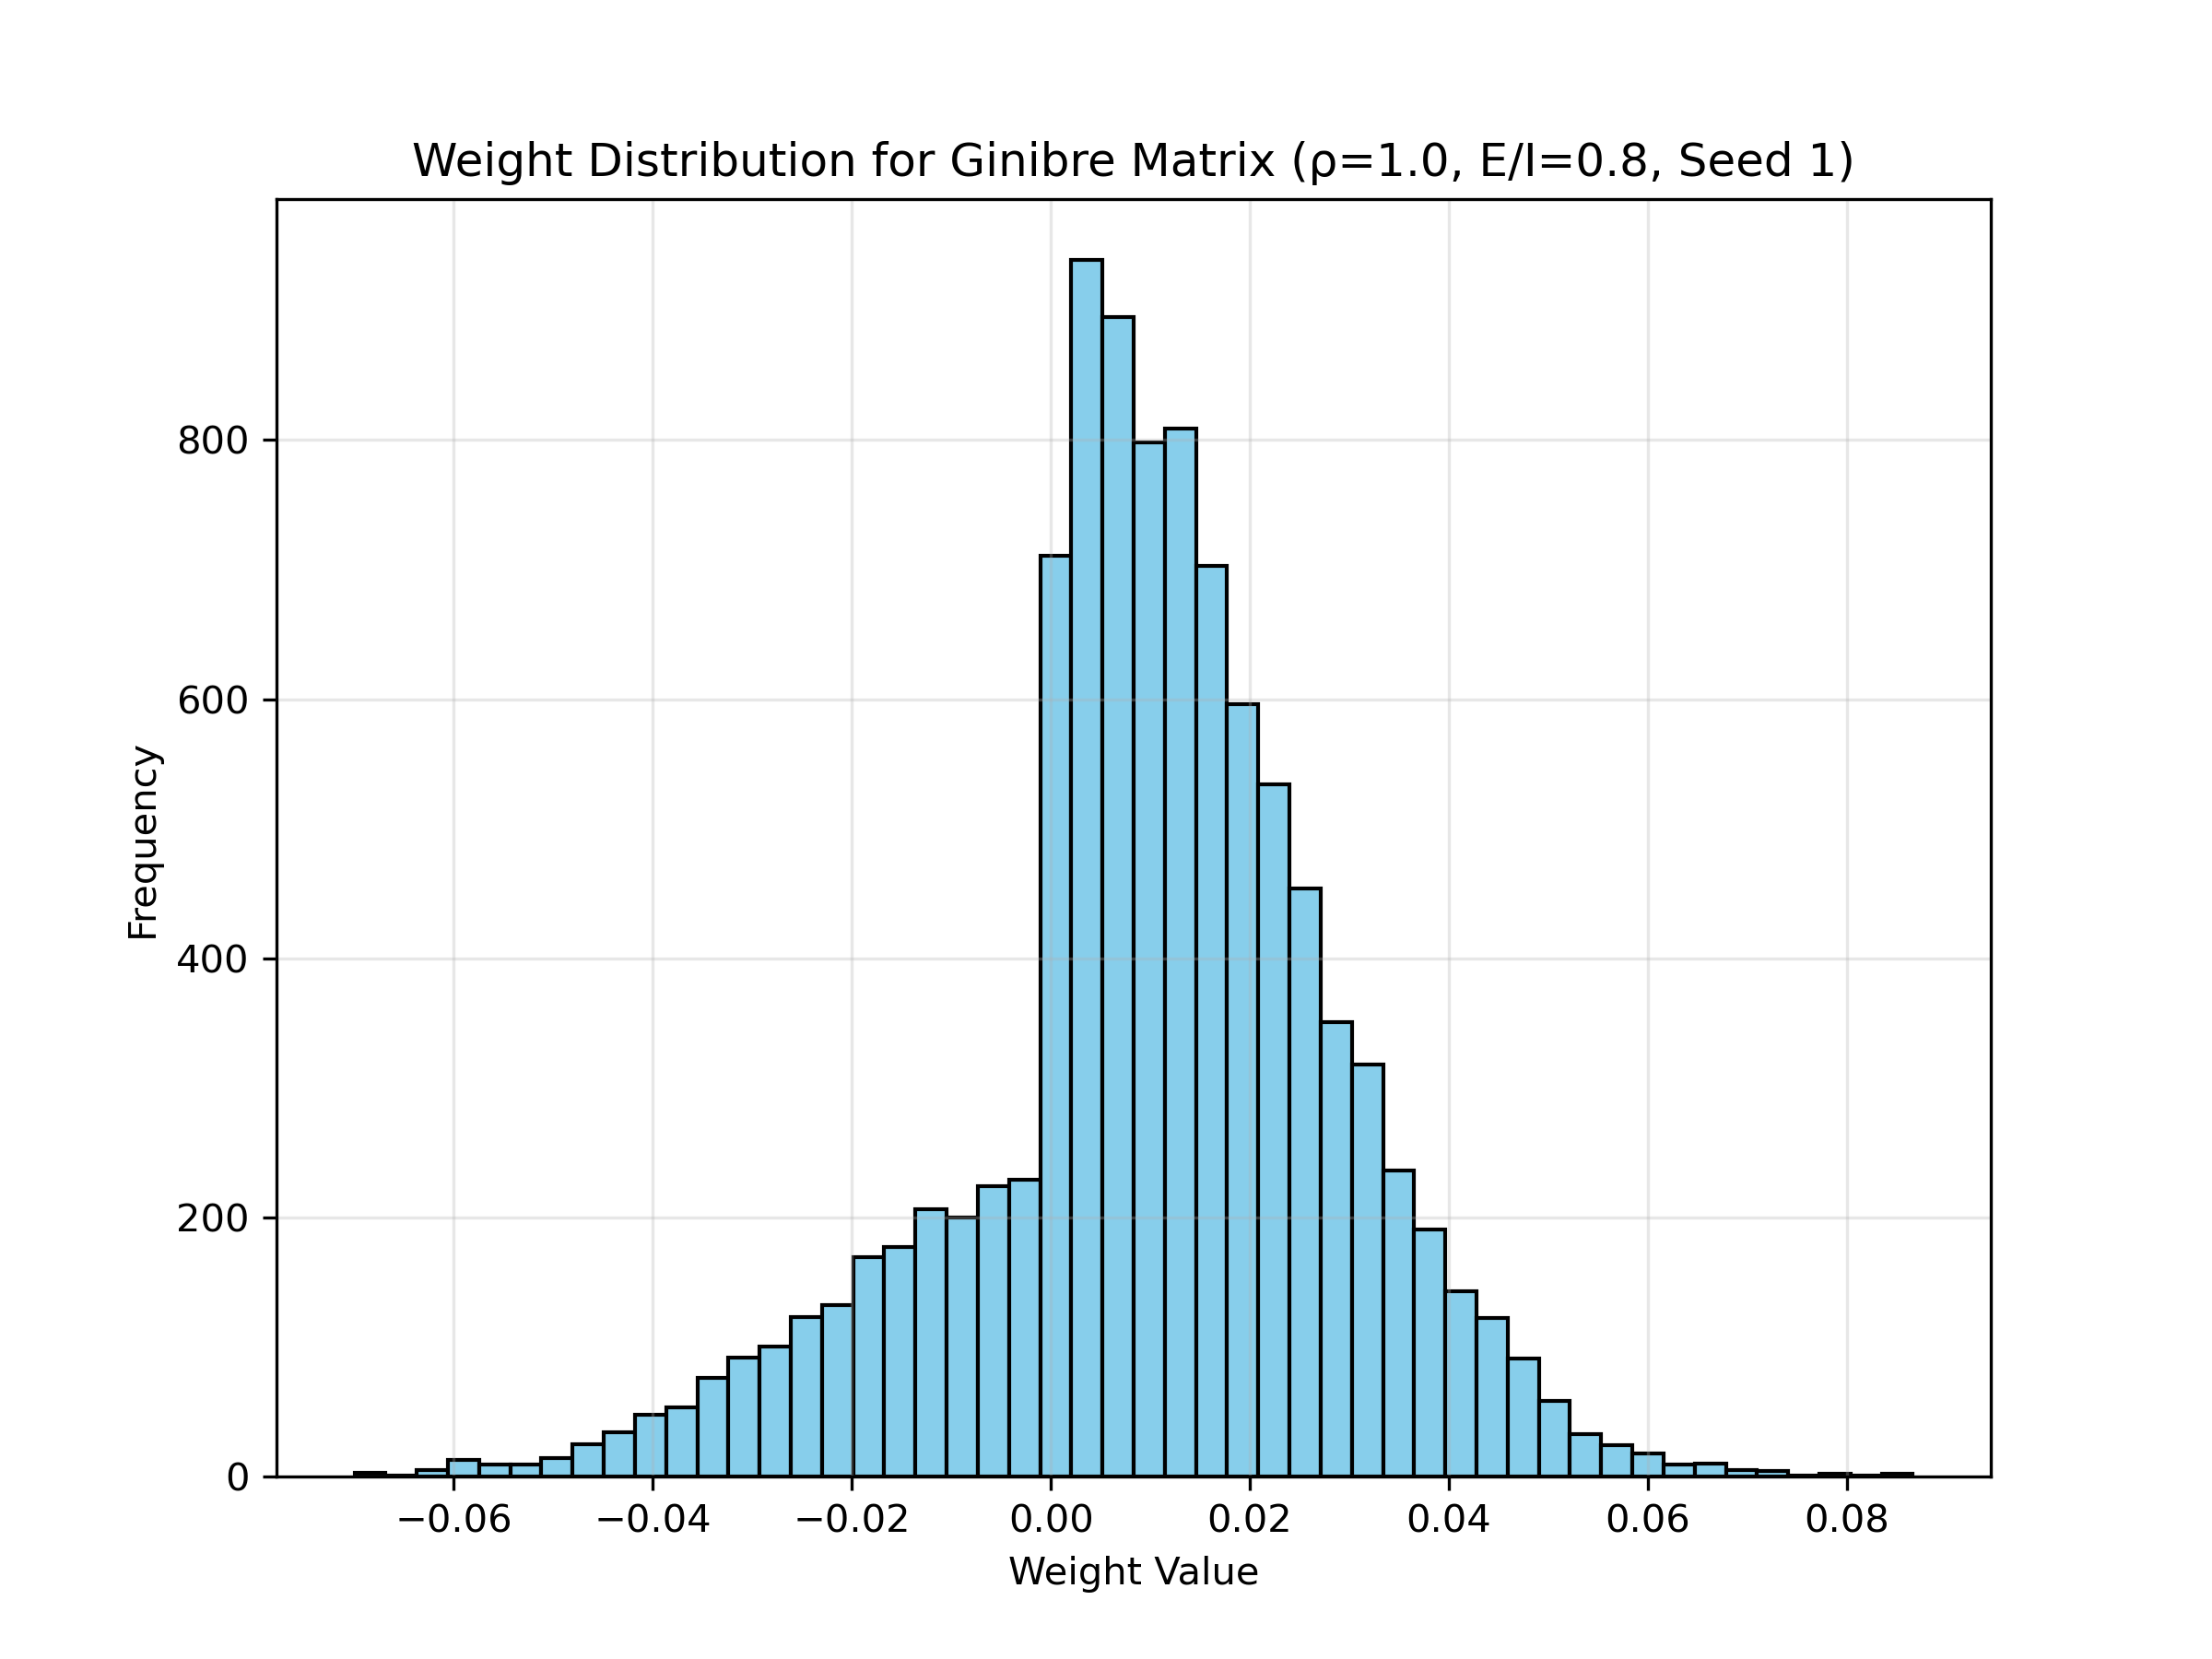 Weight Distribution for Ginibre Matrix (ρ=1.0, E/I=0.8, Seed 1)
Frequency
800
600
400
200
0
−0.06 −0.04 −0.02 0.00 0.02 0.04 0.06 0.08
Weight Value